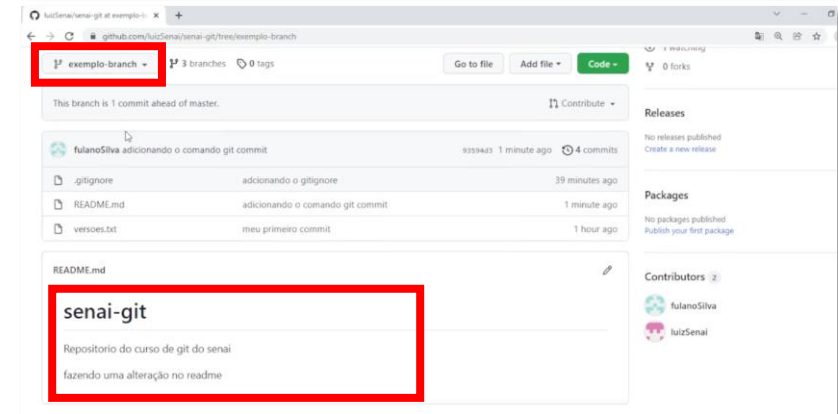 luizSenai/senai-git at exemplo-b
github.com/luizSenai/senai-git/tree/exemplo-branch
exemplo-branch
3 branches
0 tags
Go to file
Add file
Code
1 watching
0 forks
This branch is 1 commit ahead of master.
Contribute
Releases
No releases published
Create a new release
fulanoSilva adicionando o comando git commit
93594d3 1 minute ago
4 commits
.gitignore
adcionando o gitignore
39 minutes ago
README.md
adicionando o comando git commit
1 minute ago
versoes.txt
meu primeiro commit
1 hour ago
Packages
No packages published
Publish your first package
README.md
senai-git
Repositorio do curso de git do senai
fazendo uma alteração no readme
Contributors 2
fulanoSilva
luizSenai